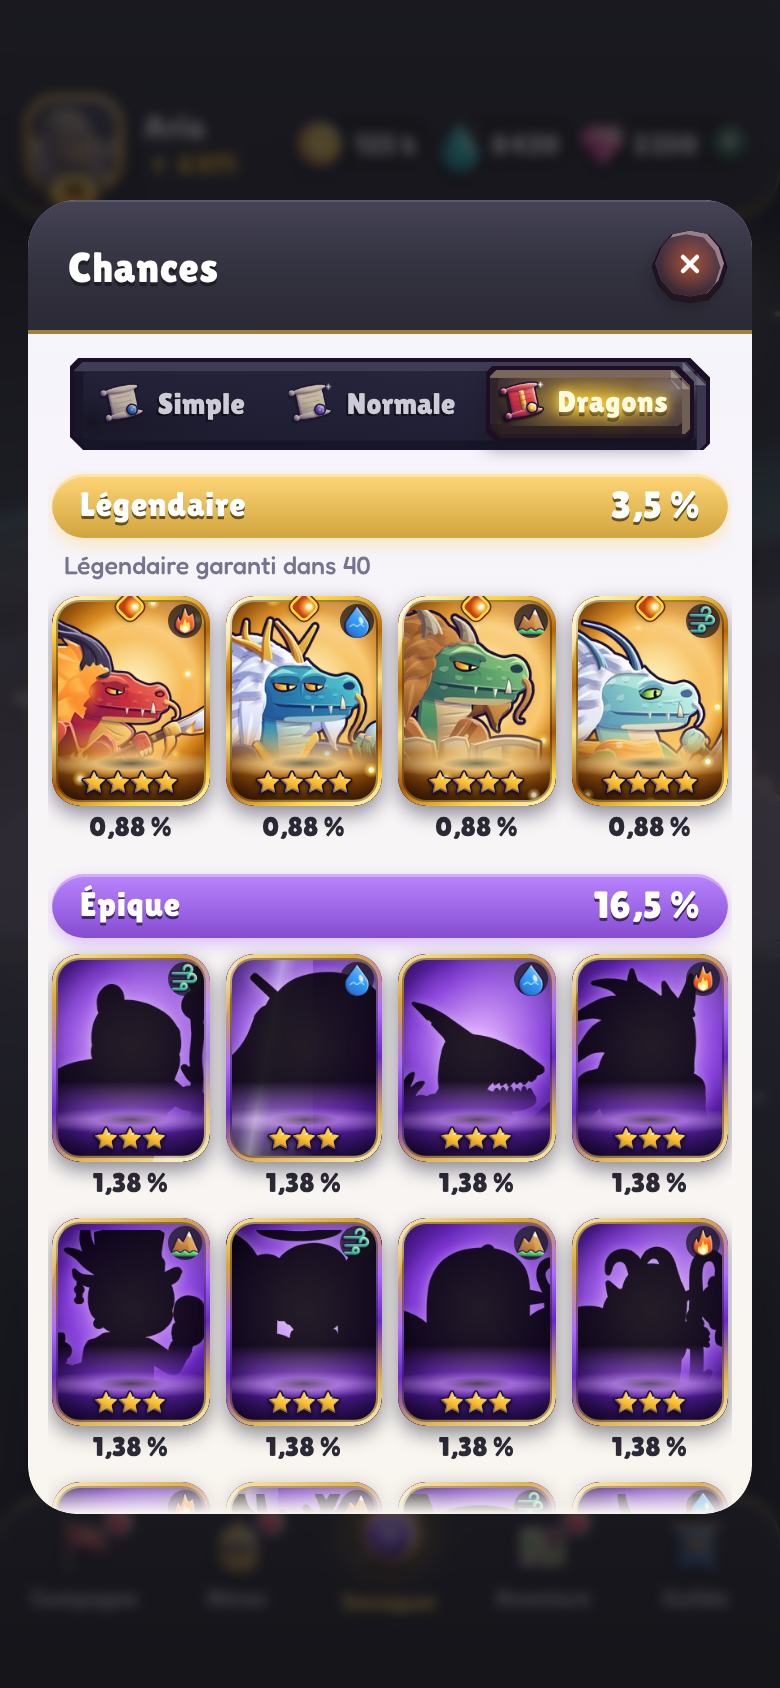 Chances
Simple
Normale
Dragons
Légendaire
3,5 %
Légendaire garanti dans 40
0,88 %
0,88 %
0,88 %
0,88 %
Épique
16,5 %
1,38 %
1,38 %
1,38 %
1,38 %
1,38 %
1,38 %
1,38 %
1,38 %